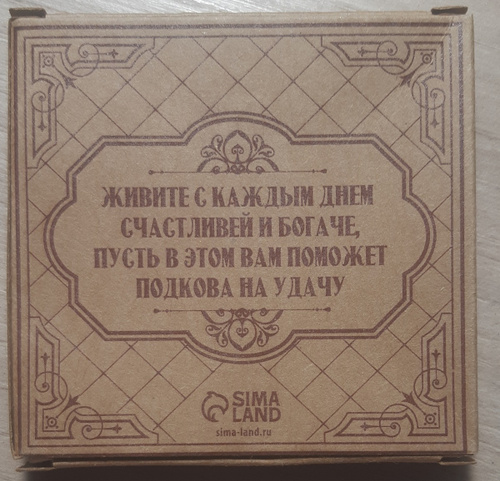 ЖИВИТЕ С КАЖДЫМ ДНЕМ
СЧАСТЛИВЕЙ И БОГАЧЕ,
ПУСТЬ В ЭТОМ ВАМ ПОМОЖЕТ
ПОДКОВА НА УДАЧУ
SIMA
LAND
sima-land.ru